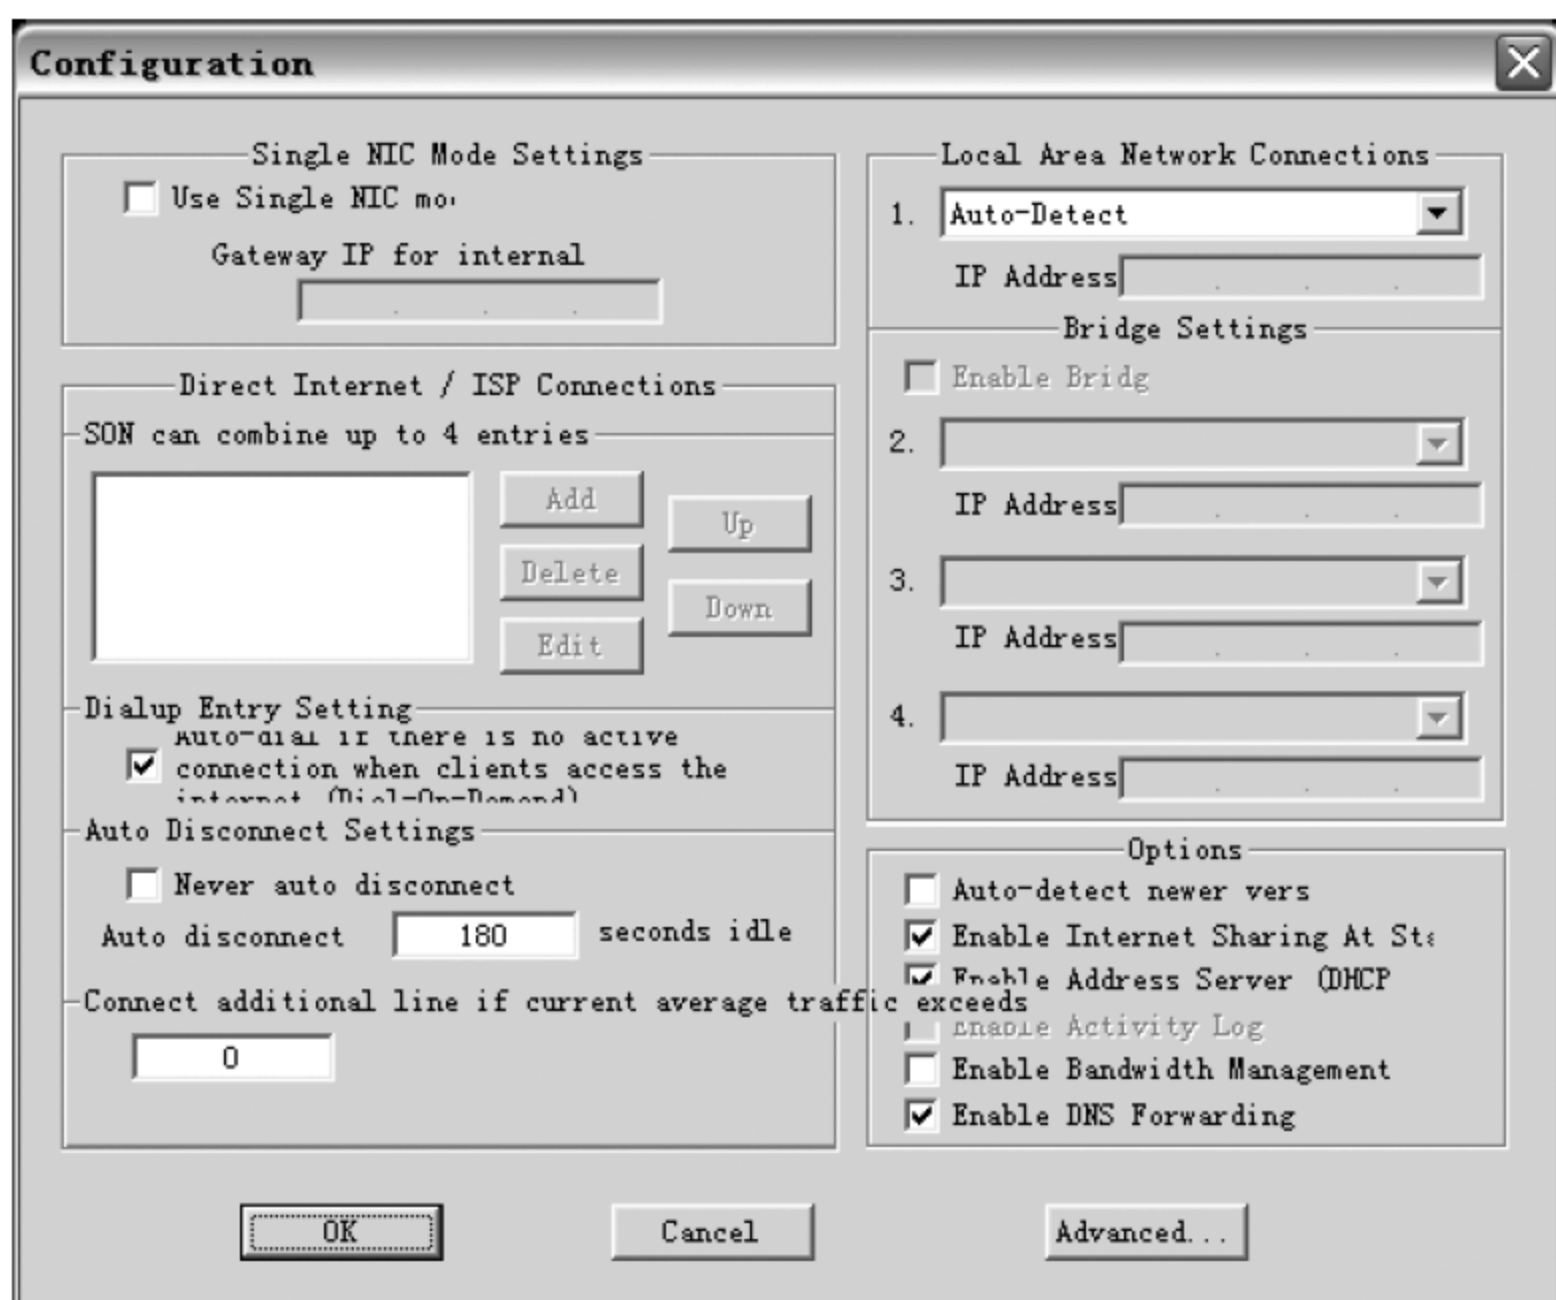 Configuration
Single NIC Mode Settings
Use Single NIC
Gateway IP for internal
Direct Internet / ISP Connections
SON can combine up to 4 entries
Add
Up
Delete
Down
Edit
Dialup Entry Setting
Auto-dial if there is no active
connection when clients access the
internet (Dial-On-Demand)
Auto Disconnect Settings
Never auto disconnect
Auto disconnect 180 seconds idle
Connect additional line if current average traffic exceeds
0
Local Area Network Connections
1. Auto-Detect
IP Address . . .
Bridge Settings
Enable Bridg
2.
IP Address . . .
3.
IP Address . . .
4.
IP Address . . .
Options
Auto-detect newer vers
Enable Internet Sharing At
Enable Address Server (DHCP
Enable Activity Log
Enable Bandwidth Management
Enable DNS Forwarding
OK
Cancel
Advanced...